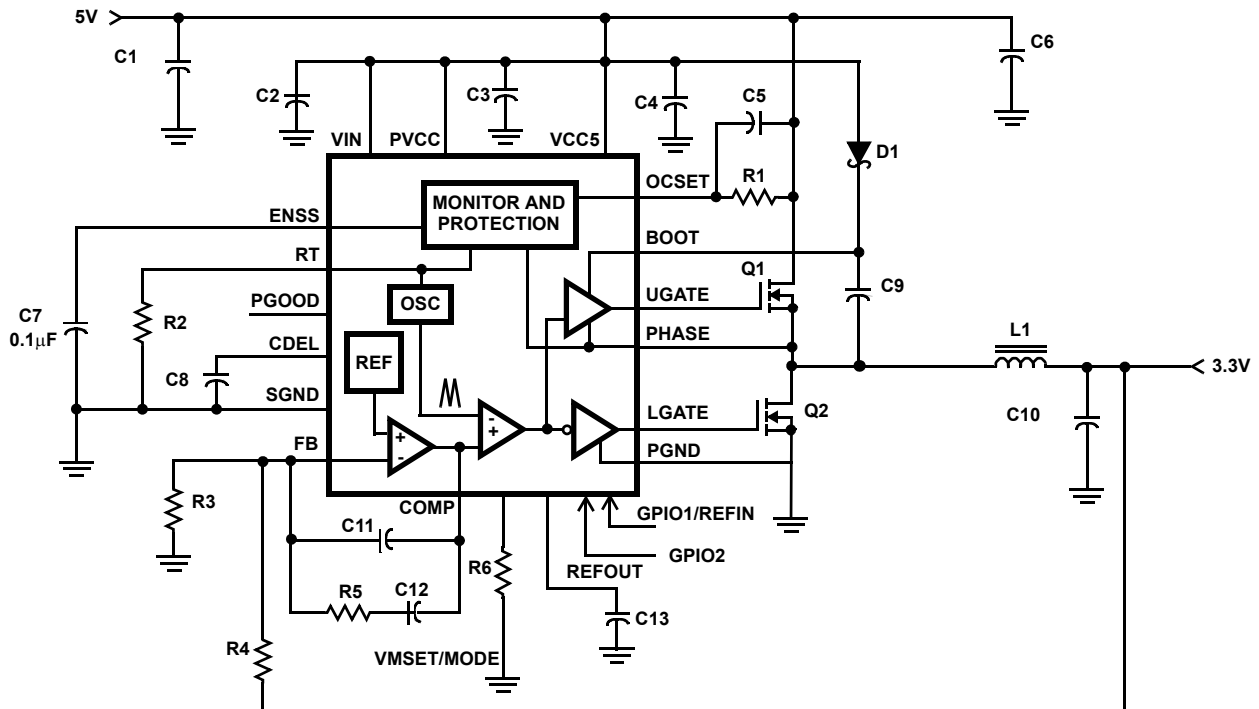 5V
C1
C6
C2
C3
C4
C5
VIN
PVCC
VCC5
D1
OCSET
R1
MONITOR AND
PROTECTION
ENSS
BOOT
RT
Q1
C9
PGOOD
OSC
UGATE
C7
0.1µF
R2
CDEL
PHASE
L1
REF
3.3V
C8
SGND
LGATE
Q2
C10
FB
+
-
-
+
PGND
R3
COMP
GPIO1/REFIN
C11
R6
GPIO2
REFOUT
R5
C12
C13
R4
VMSET/MODE